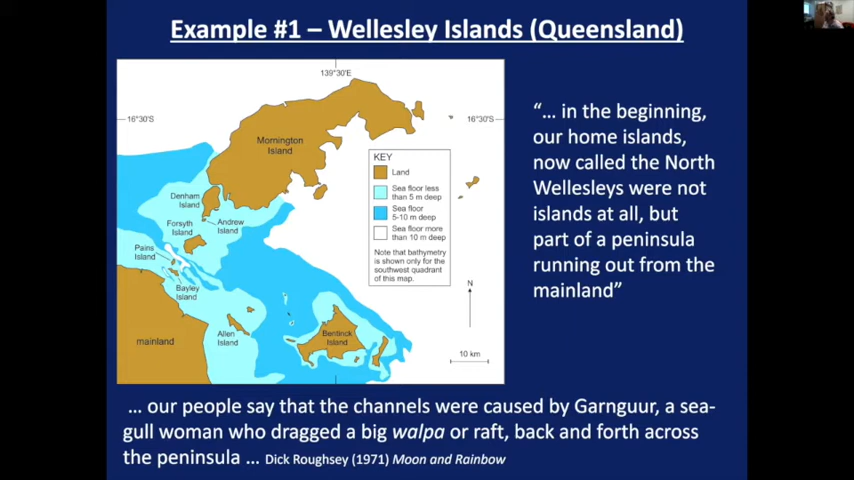 Example #1 – Wellesley Islands (Queensland)
139°30'E
16°30'S
16°30'S
Mornington
Island
KEY
Land
Sea floor less
than 5 m deep
Sea floor
5-10 m deep
Sea floor more
than 10 m deep
Note that bathymetry
is shown only for the
southwest quadrant
of this map.
Denham
Island
Forsyth
Island
Andrew
Island
Pains
Island
Bayley
Island
mainland
Allen
Island
Bentinck
Island
N
10 km
“… in the beginning,
our home islands,
now called the North
Wellesleys were not
islands at all, but
part of a peninsula
running out from the
mainland”
… our people say that the channels were caused by Garnguur, a sea-
gull woman who dragged a big walpa or raft, back and forth across
the peninsula … Dick Roughsey (1971) Moon and Rainbow